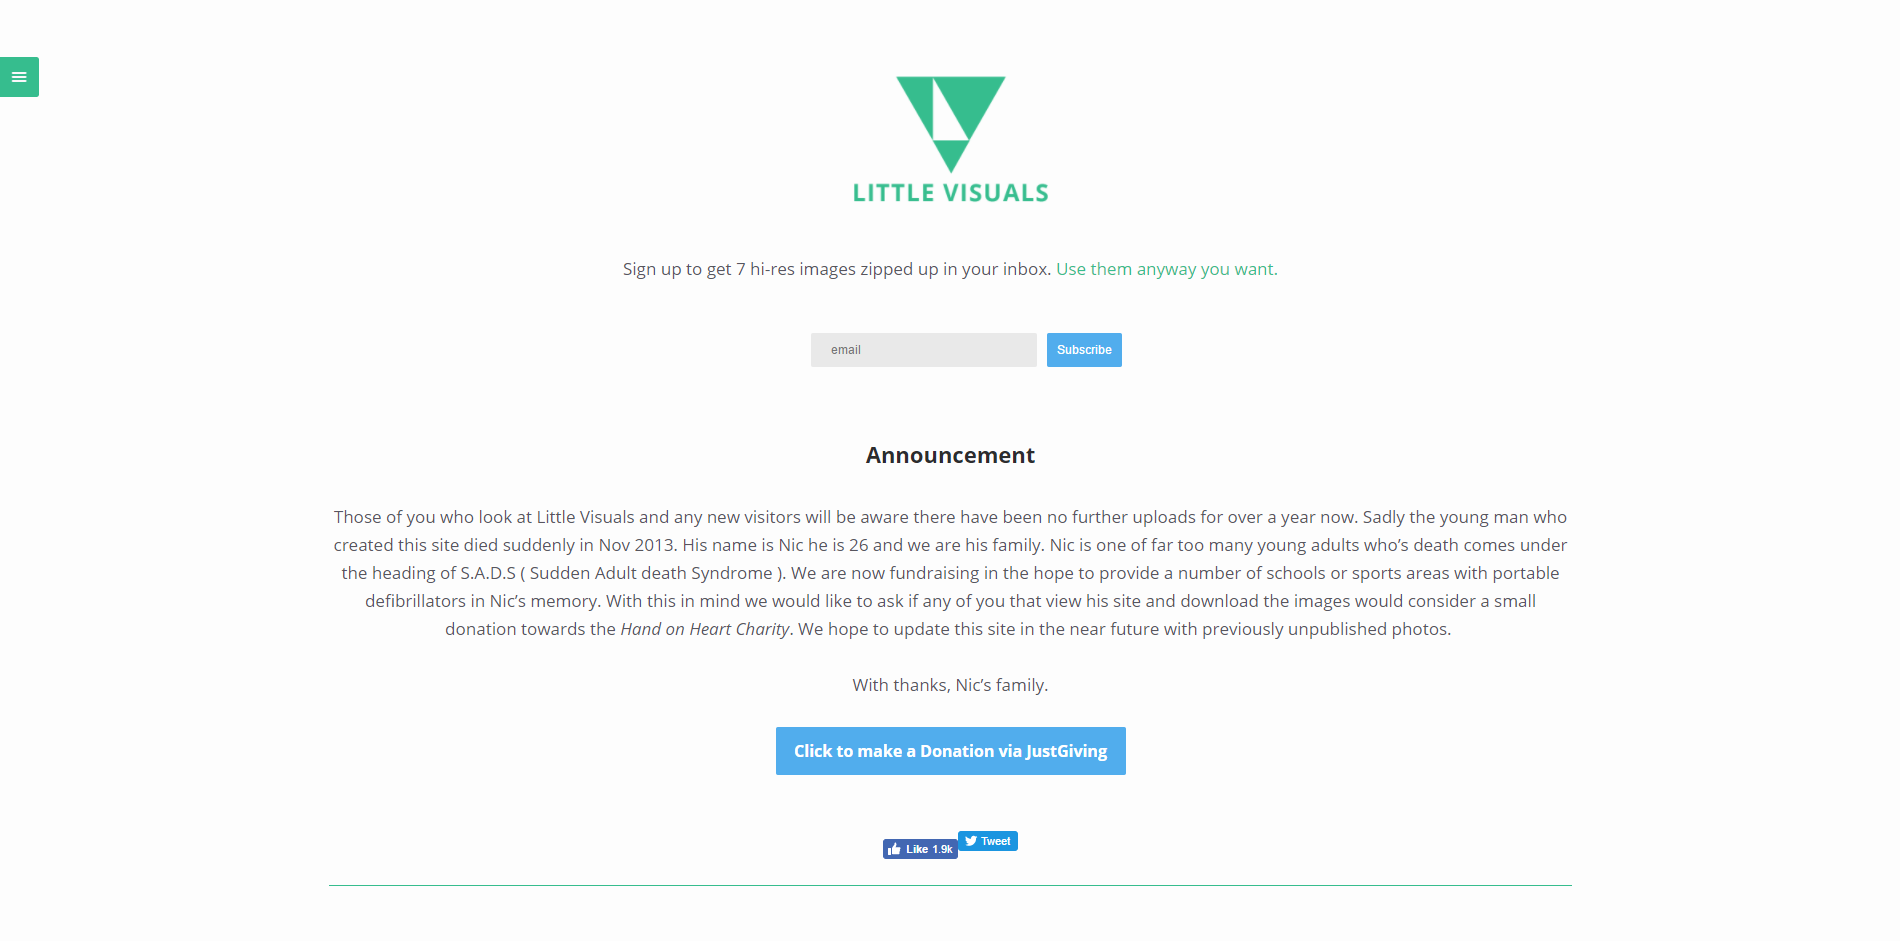 LITTLE VISUALS
Sign up to get 7 hi-res images zipped up in your inbox. Use them anyway you want.
email
Subscribe
Announcement
Those of you who look at Little Visuals and any new visitors will be aware there have been no further uploads for over a year now. Sadly the young man who
created this site died suddenly in Nov 2013. His name is Nic he is 26 and we are his family. Nic is one of far too many young adults who’s death comes under
the heading of S.A.D.S ( Sudden Adult death Syndrome ). We are now fundraising in the hope to provide a number of schools or sports areas with portable
defibrillators in Nic’s memory. With this in mind we would like to ask if any of you that view his site and download the images would consider a small
donation towards the Hand on Heart Charity. We hope to update this site in the near future with previously unpublished photos.
With thanks, Nic’s family.
Click to make a Donation via JustGiving
Like 1.9k
Tweet